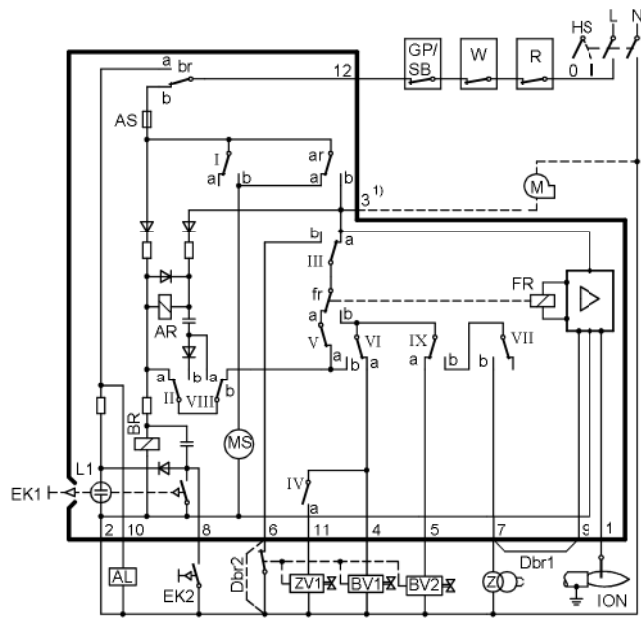 L N
HS
GP/ W R
SB
0 I
a br 12
b
AS
I ar
a b a b
3 1)
M
b a
III
fr
FR
AR
a b
V VI IX VII
a b a b a b b
a a b
II VIII
BR
MS
L1
EK1
IV
a
2 10 8 6 11 4 5 7 9 1
Dbr2 Dbr1
AL
EK2
ZV1 BV1 BV2 Z
ION